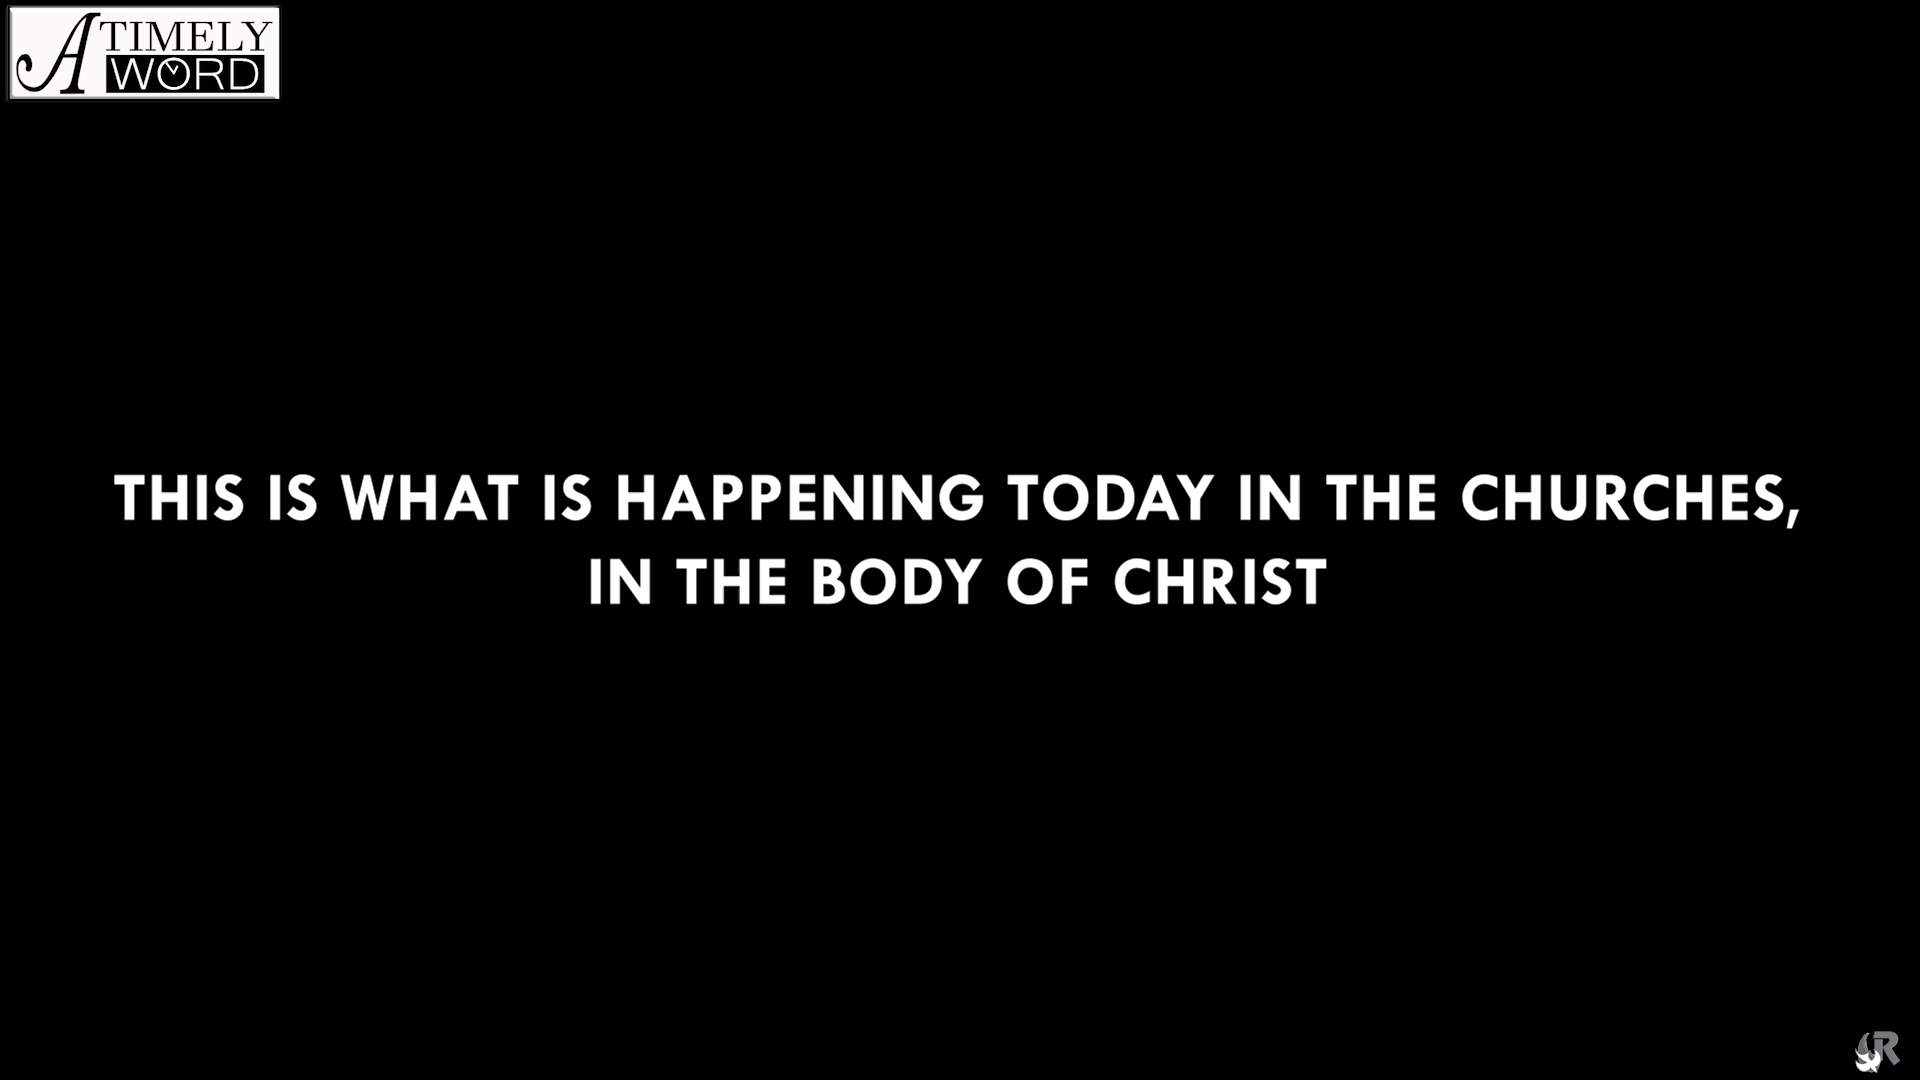 A TIMELY
WORD
THIS IS WHAT IS HAPPENING TODAY IN THE CHURCHES,
IN THE BODY OF CHRIST
R